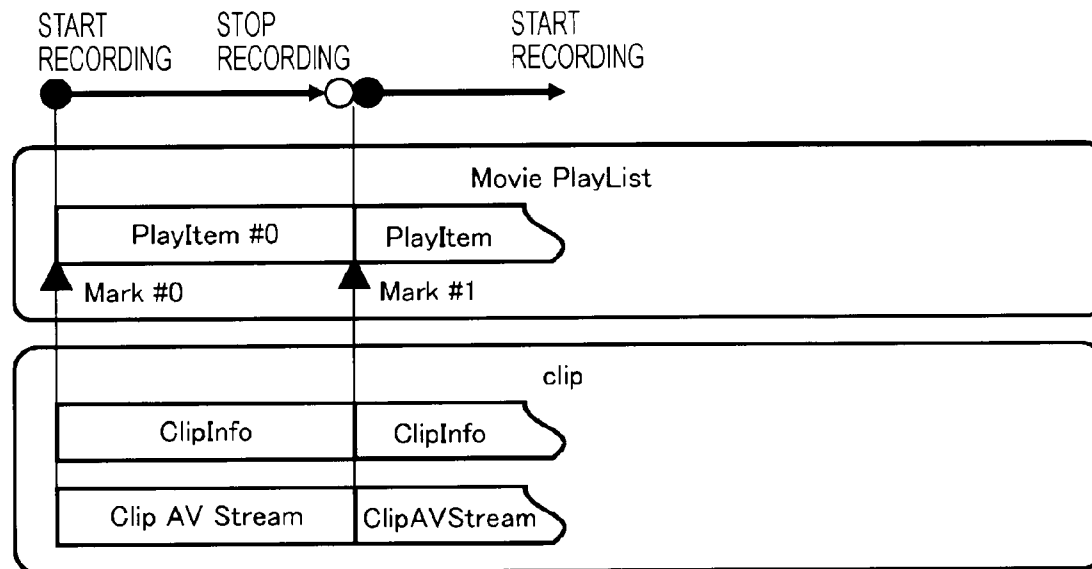 START RECORDING
STOP RECORDING
START RECORDING
Movie PlayList
PlayItem #0
PlayItem
Mark #0
Mark #1
clip
ClipInfo
ClipInfo
Clip AV Stream
ClipAVStream